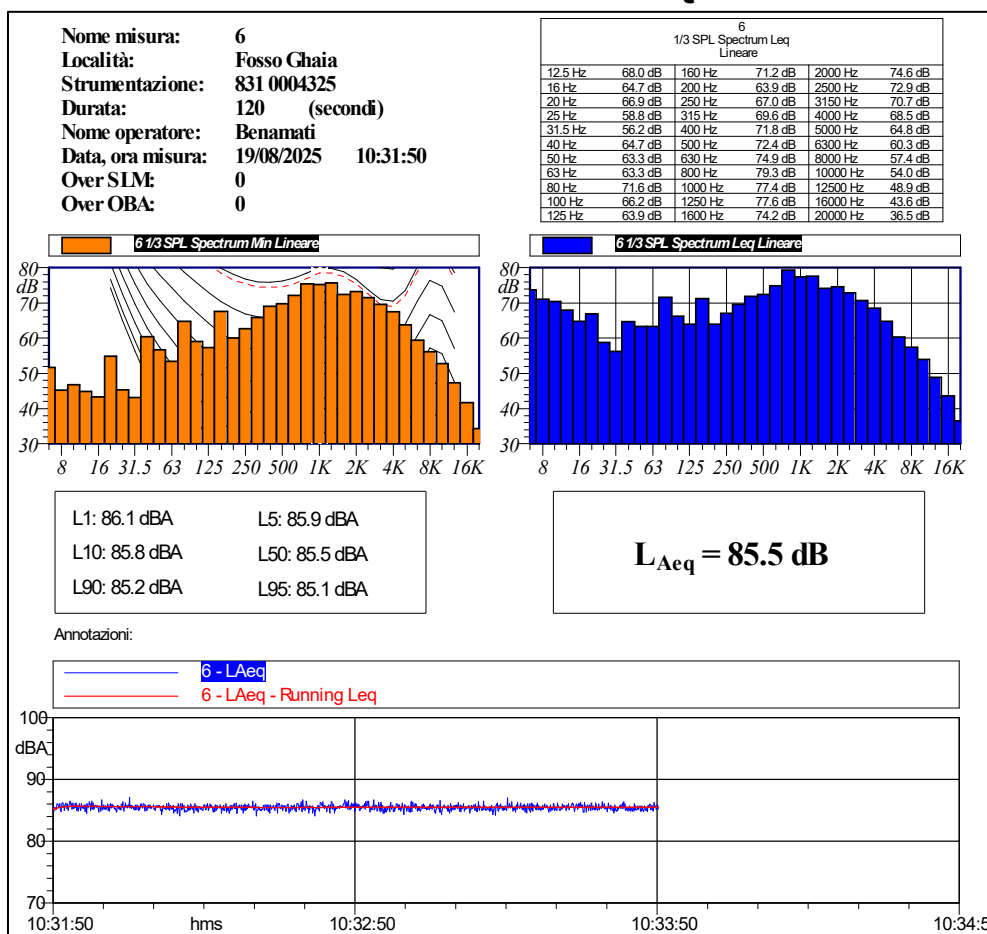 Nome misura: 6
Località: Fosso Ghaia
Strumentazione: 831 0004325
Durata: 120 (secondi)
Nome operatore: Benamati
Data, ora misura: 19/08/2025 10:31:50
Over SLM: 0
Over OBA: 0
6
1/3 SPL Spectrum Leq
Lineare
12.5 Hz 68.0 dB 160 Hz 71.2 dB 2000 Hz 74.6 dB
16 Hz 64.7 dB 200 Hz 63.9 dB 2500 Hz 72.9 dB
20 Hz 66.9 dB 250 Hz 67.0 dB 3150 Hz 70.7 dB
25 Hz 58.8 dB 315 Hz 69.6 dB 4000 Hz 68.5 dB
31.5 Hz 56.2 dB 400 Hz 71.8 dB 5000 Hz 64.8 dB
40 Hz 64.7 dB 500 Hz 72.4 dB 6300 Hz 60.3 dB
50 Hz 63.3 dB 630 Hz 74.9 dB 8000 Hz 57.4 dB
63 Hz 63.3 dB 800 Hz 79.3 dB 10000 Hz 54.0 dB
80 Hz 71.6 dB 1000 Hz 77.4 dB 12500 Hz 48.9 dB
100 Hz 66.2 dB 1250 Hz 77.6 dB 16000 Hz 43.6 dB
125 Hz 63.9 dB 1600 Hz 74.2 dB 20000 Hz 36.5 dB
6 1/3 SPL Spectrum Min Lineare
80
dB
70
60
50
40
30
8 16 31.5 63 125 250 500 1K 2K 4K 8K 16K
6 1/3 SPL Spectrum Leq Lineare
80
dB
70
60
50
40
30
8 16 31.5 63 125 250 500 1K 2K 4K 8K 16K
L1: 86.1 dBA L5: 85.9 dBA
L10: 85.8 dBA L50: 85.5 dBA
L90: 85.2 dBA L95: 85.1 dBA
LAeq = 85.5 dB
Annotazioni:
6 - LAeq
6 - LAeq - Running Leq
100
dBA
90
80
70
10:31:50 hms 10:32:50 10:33:50 10:34:5